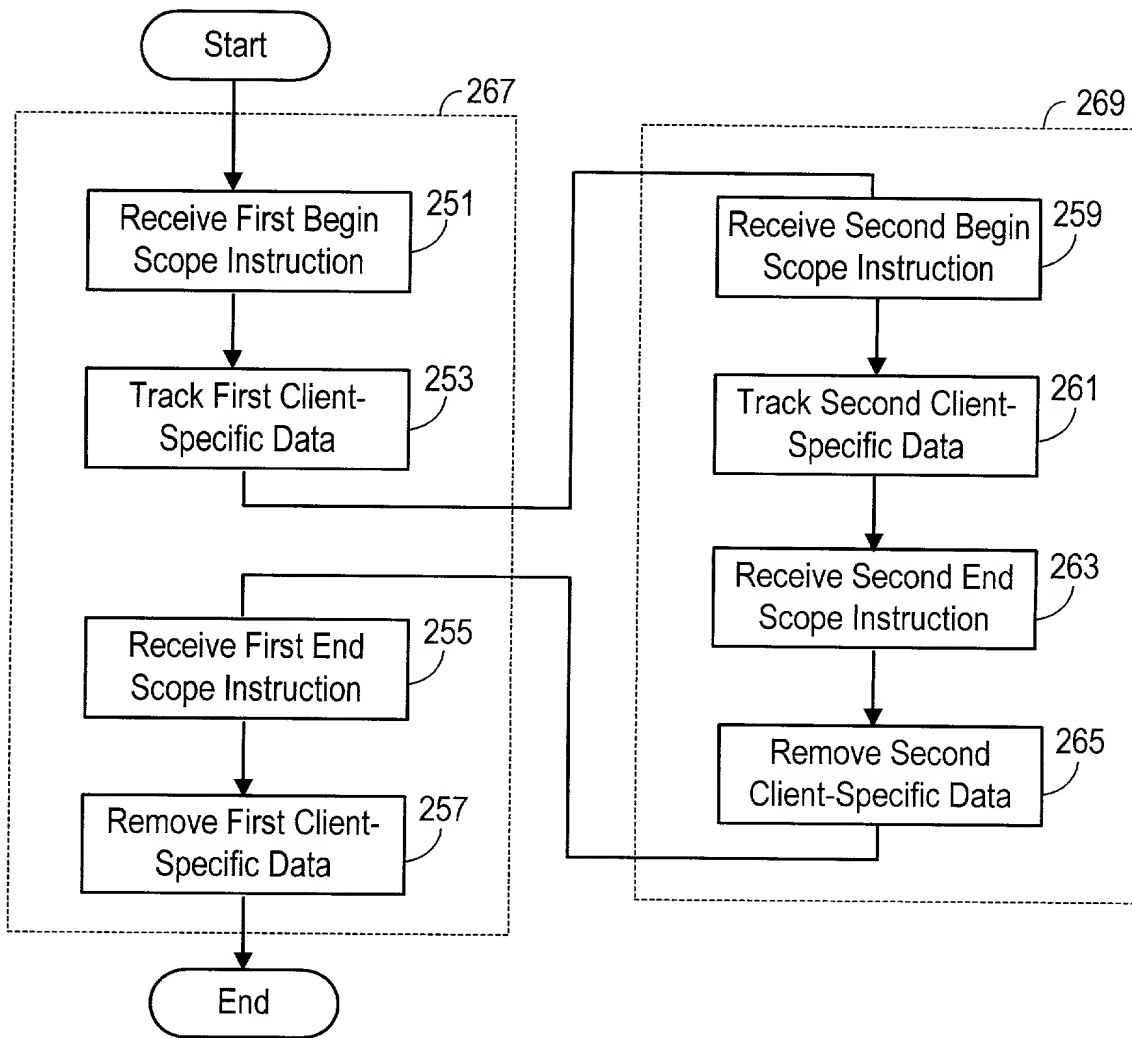 Start
267
Receive First Begin
Scope Instruction
251
Track First Client-
Specific Data
253
Receive First End
Scope Instruction
255
Remove First Client-
Specific Data
257
End
269
Receive Second Begin
Scope Instruction
259
Track Second Client-
Specific Data
261
Receive Second End
Scope Instruction
263
Remove Second
Client-Specific Data
265